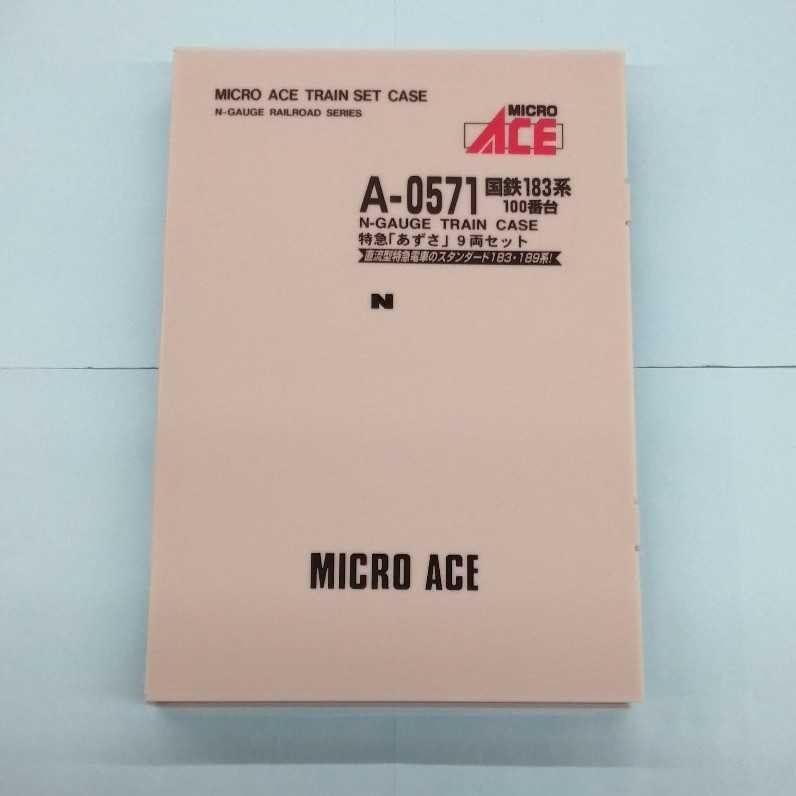 MICRO ACE TRAIN SET CASE
N-GAUGE RAILROAD SERIES
MICRO
ACE
A-0571 国鉄183系
100番台
N-GAUGE TRAIN CASE
特急「あずさ」9両セット
直流型特急電車のスタンダード183・189系!
N
MICRO ACE